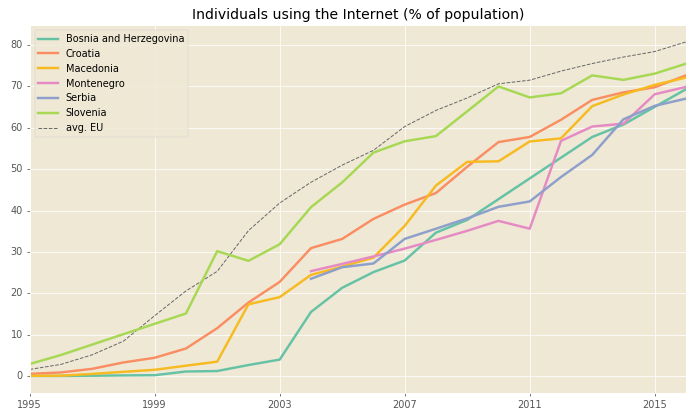 Individuals using the Internet (% of population)
Bosnia and Herzegovina
Croatia
Macedonia
Montenegro
Serbia
Slovenia
avg. EU
80
70
60
50
40
30
20
10
0
1995 1999 2003 2007 2011 2015